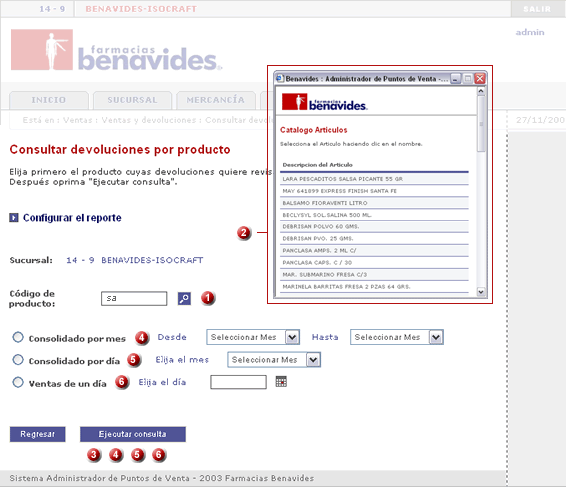 14 - 9 BENAVIDES-ISOCRAFT SALIR
admin
farmacias
benavides
INICIO SUCURSAL MERCANCÍA
Está en : Ventas : Ventas y devoluciones : Consultar devol 27/11/200
Consultar devoluciones por producto
Elija primero el producto cuyas devoluciones quiere revis
Después oprima "Ejecutar consulta".
Configurar el reporte
Sucursal: 14 - 9 BENAVIDES-ISOCRAFT
Código de
producto: sa 1
Consolidado por mes 4 Desde Seleccionar Mes Hasta Seleccionar Mes
Consolidado por día 5 Elija el mes Seleccionar Mes
Ventas de un día 6 Elija el día
Regresar Ejecutar consulta
3 4 5 6
Sistema Administrador de Puntos de Venta - 2003 Farmacias Benavides
2
Benavides : Administrador de Puntos de Venta -...
farmacias
benavides
Catalogo Articulos
Selecciona el Articulo haciendo clic en el nombre.
Descripcion del Articulo
LARA PESCADITOS SALSA PICANTE 55 GR
MAY 641099 EXPRESS FINISH SANTA FE
BALSAMO FIORAVENTI LITRO
BECLYSYL SOL.SALINA 500 ML.
DEBRISAN POLVO 60 GMS.
DEBRISAN PVO. 25 GMS.
PANCLASA AMPS. 2 ML C/
PANCLASA CAPS. C / 30
MAR. SUBMARINO FRESA C/3
MARINELA BARRITAS FRESA 2 PZAS 64 GRS.